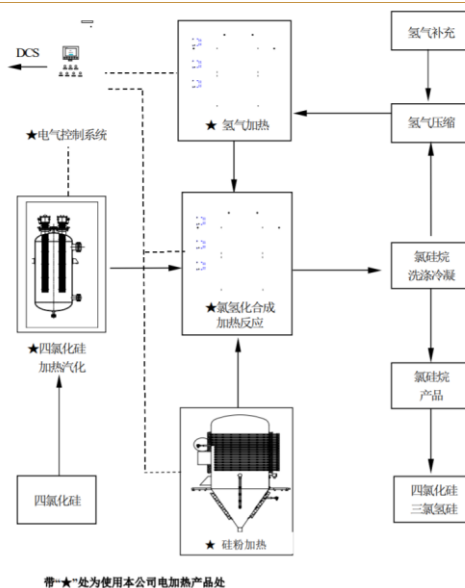 DCS
★电气控制系统
★ 氢气加热
氢气补充
氢气压缩
★四氯化硅
加热汽化
★氯氢化合成
加热反应
氯硅烷
洗涤冷凝
氯硅烷
产品
四氯化硅
★ 硅粉加热
四氯化硅
三氯氢硅
带“★”处为使用本公司电加热产品处